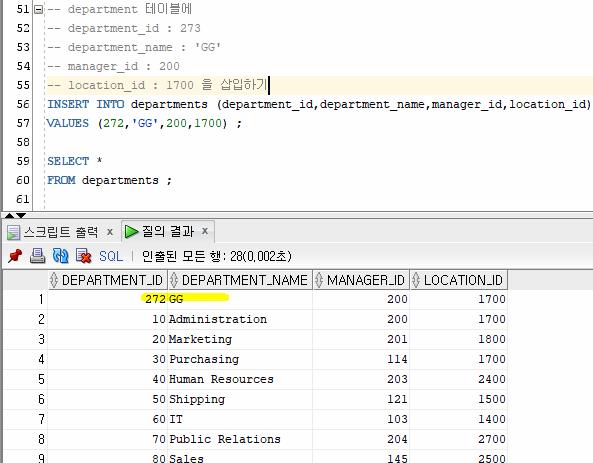 51 -- department 테이블에
52 -- department_id : 273
53 -- department_name : 'GG'
54 -- manager_id : 200
55 -- location_id : 1700 을 삽입하기
56 INSERT INTO departments (department_id,department_name,manager_id,location_id)
57 VALUES (272,'GG',200,1700) ;
58
59 SELECT *
60 FROM departments ;
61
스크립트 출력 x 질의 결과 x
SQL | 인출된 모든 행: 28(0,002초)
DEPARTMENT_ID DEPARTMENT_NAME MANAGER_ID LOCATION_ID
1 272 GG 200 1700
2 10 Administration 200 1700
3 20 Marketing 201 1800
4 30 Purchasing 114 1700
5 40 Human Resources 203 2400
6 50 Shipping 121 1500
7 60 IT 103 1400
8 70 Public Relations 204 2700
9 80 Sales 145 2500